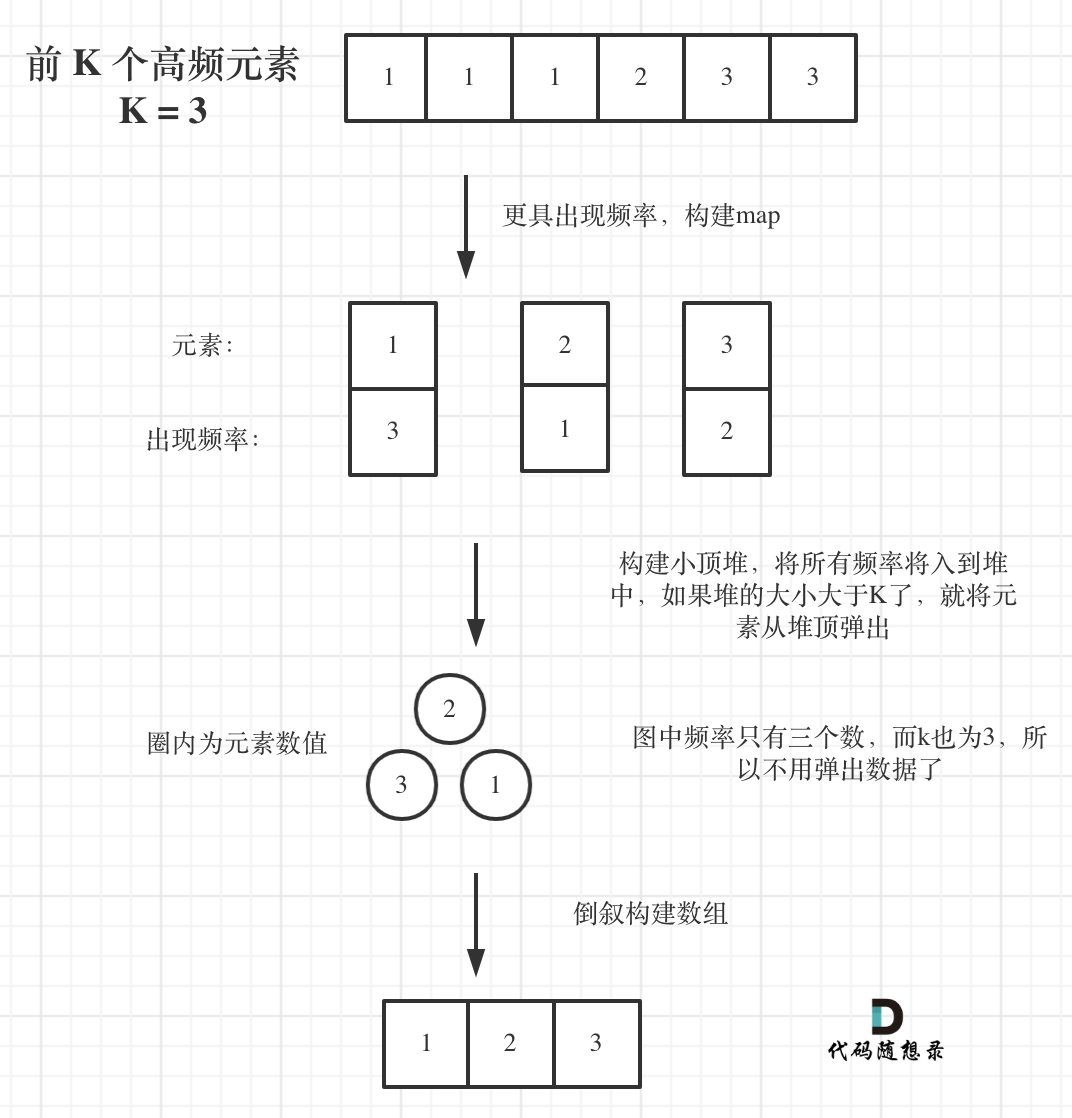 前 K 个高频元素
K = 3
1 1 1 2 3 3
更具出现频率，构建map
元素：
1 2 3
出现频率：
3 1 2
构建小顶堆，将所有频率将入到堆
中，如果堆的大小大于K了，就将元
素从堆顶弹出
2
圈内为元素数值
3 1
图中频率只有三个数，而k也为3，所
以不用弹出数据了
倒叙构建数组
1 2 3
代码随想录